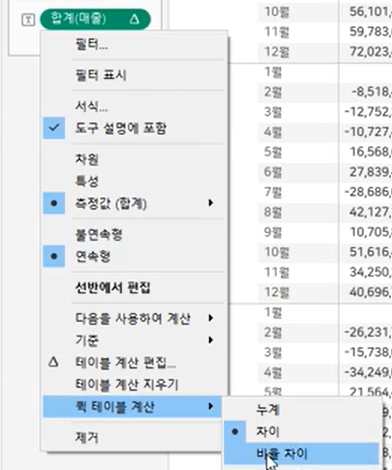 합계(매출)
필터...
필터 표시
서식...
도구 설명에 포함
차원
특성
측정값 (합계)
불연속형
연속형
선반에서 편집
다음을 사용하여 계산
기준
테이블 계산 편집...
테이블 계산 지우기
퀵 테이블 계산
제거
누계
차이
비율 차이
10월 56,101,
11월 59,783,
12월 72,023,
1월
2월 -8,518,
3월 -12,752,
4월 -10,727,
5월 16,568,
6월 27,839,
7월 -28,686,
8월 42,127,
9월 10,705,
10월 51,616,
11월 34,250,
12월 40,696,
1월
2월 -26,231,
3월 -15,738,
4월 -34,249,
5월 21,564,